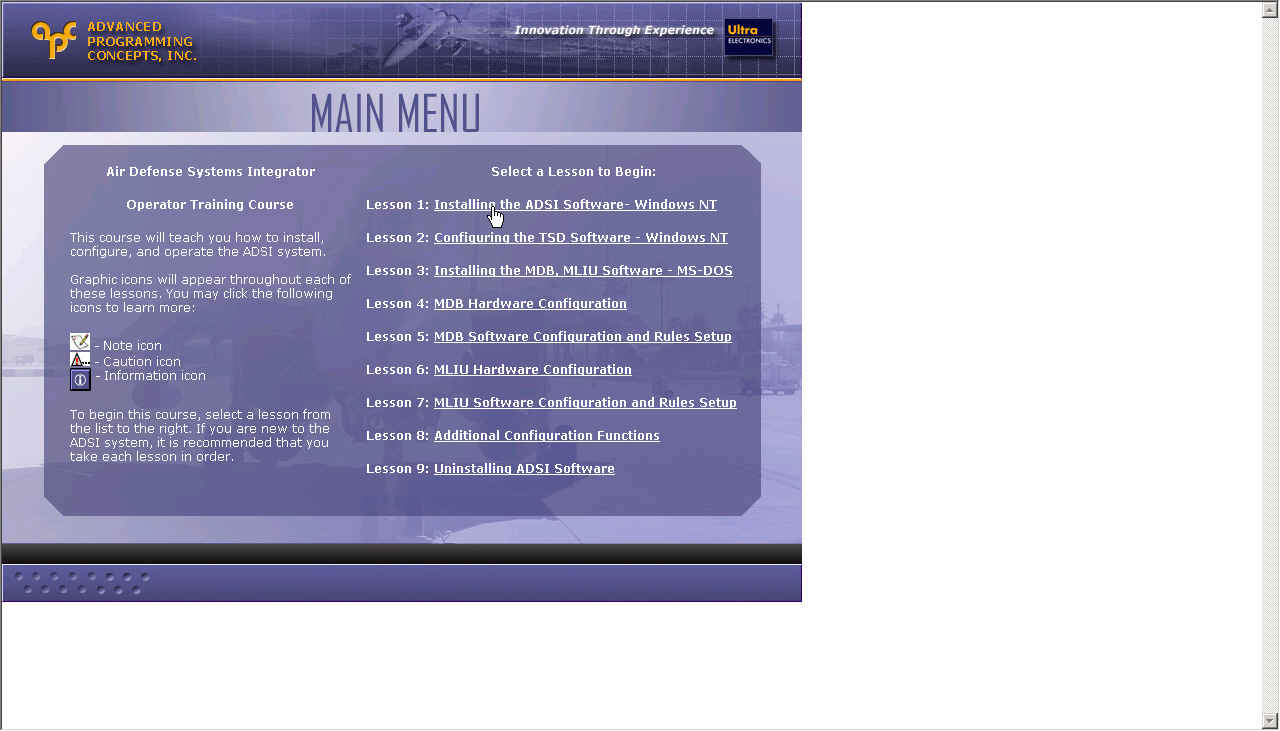 apc
ADVANCED
PROGRAMMING
CONCEPTS, INC.
Innovation Through Experience
Ultra
ELECTRONICS
MAIN MENU
Air Defense Systems Integrator
Operator Training Course
This course will teach you how to install,
configure, and operate the ADSI system.
Graphic icons will appear throughout each of
these lessons. You may click the following
icons to learn more:
- Note icon
- Caution icon
- Information icon
To begin this course, select a lesson from
the list to the right. If you are new to the
ADSI system, it is recommended that you
take each lesson in order.
Select a Lesson to Begin:
Lesson 1: Installing the ADSI Software- Windows NT
Lesson 2: Configuring the TSD Software - Windows NT
Lesson 3: Installing the MDB, MLIU Software - MS-DOS
Lesson 4: MDB Hardware Configuration
Lesson 5: MDB Software Configuration and Rules Setup
Lesson 6: MLIU Hardware Configuration
Lesson 7: MLIU Software Configuration and Rules Setup
Lesson 8: Additional Configuration Functions
Lesson 9: Uninstalling ADSI Software